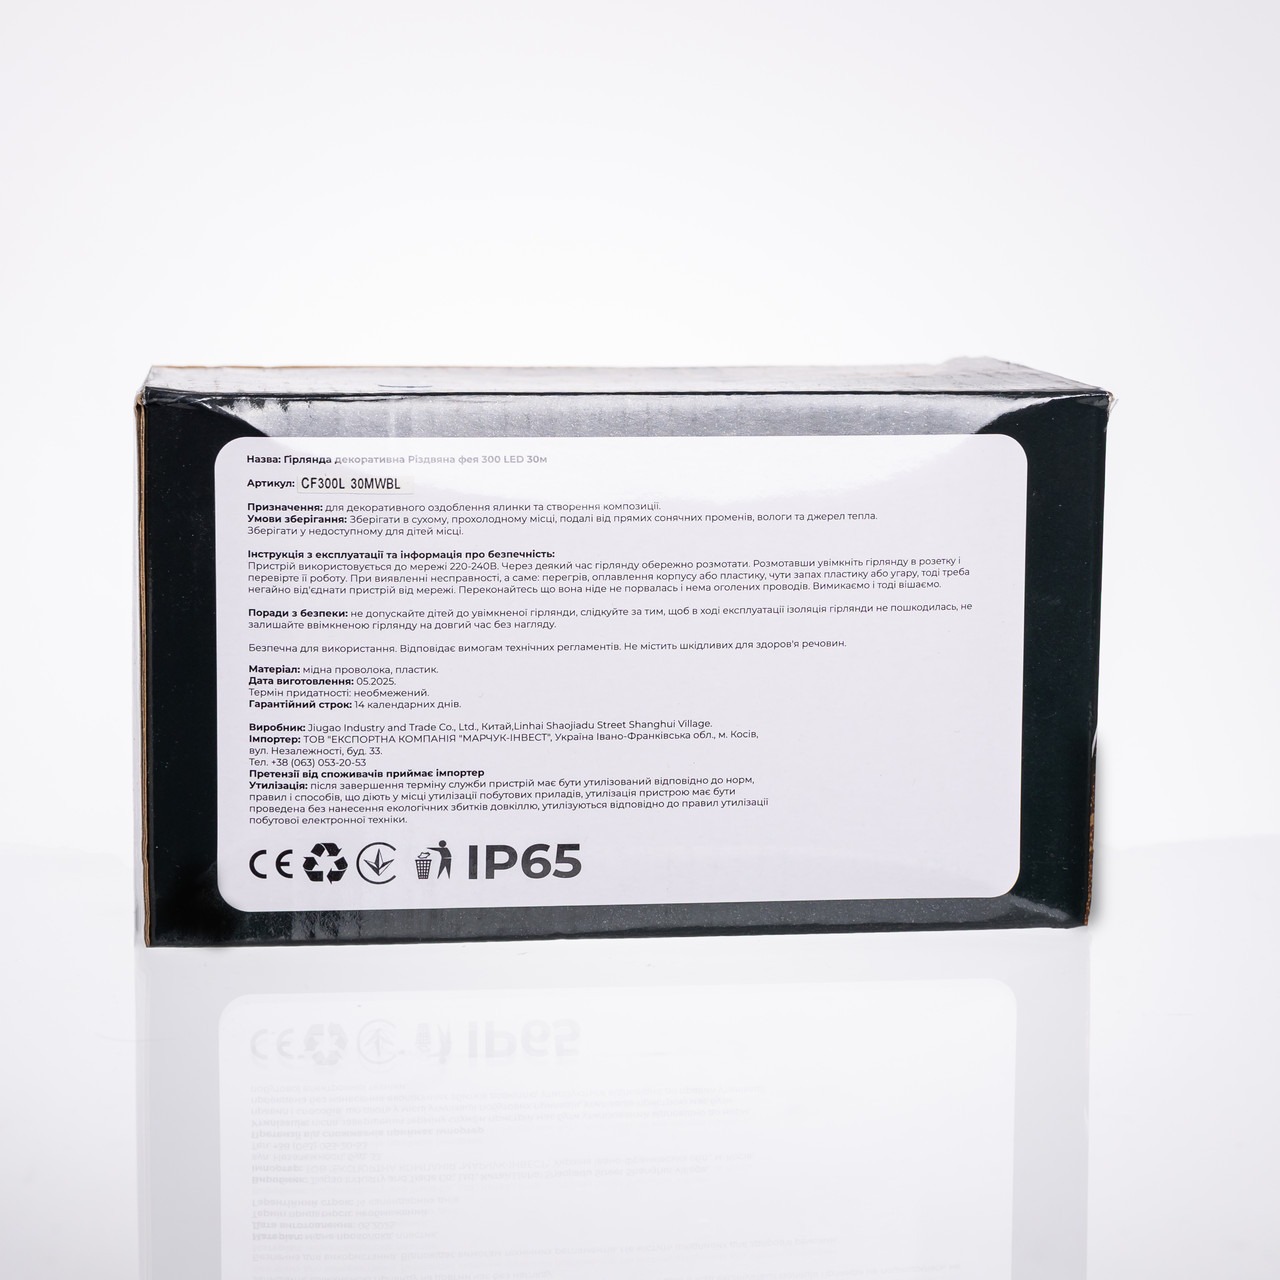 Назва: Гірлянда декоративна Різдвяна фея 300 LED 30м
Артикул: CF300L 30MWBL
Призначення: для декоративного оздоблення ялинки та створення композиції.
Умови зберігання: Зберігати в сухому, прохолодному місці, подалі від прямих сонячних променів, вологи та джерел тепла.
Зберігати у недоступному для дітей місці.
Інструкція з експлуатації та інформація про безпечність:
Пристрій використовується до мережі 220-240В. Через деякий час гірлянду обережно розмотати. Розмотавши увімкніть гірлянду в розетку і
перевірте її роботу. При виявленні несправності, а саме: перегрів, оплавлення корпусу або пластику, чути запах пластику або угару, тоді треба
негайно від'єднати пристрій від мережі. Переконайтесь що вона ніде не порвалась і нема оголених проводів. Вимикаємо і тоді вішаємо.
Поради з безпеки: не допускайте дітей до увімкненої гірлянди, слідкуйте за тим, щоб в ході експлуатації ізоляція гірлянди не пошкодилась, не
залишайте ввімкненою гірлянду на довгий час без нагляду.
Безпечна для використання. Відповідає вимогам технічних регламентів. Не містить шкідливих для здоров'я речовин.
Матеріал: мідна проволока, пластик.
Дата виготовлення: 05.2025.
Термін придатності: необмежений.
Гарантійний строк: 14 календарних днів.
Виробник: Jiugao Industry and Trade Co., Ltd., Китай,Linhai Shaojiadu Street Shanghui Village.
Імпортер: ТОВ "ЕКСПОРТНА КОМПАНІЯ "МАРЧУК-ІНВЕСТ", Україна Івано-Франківська обл., м. Косів,
вул. Незалежності, буд. 33.
Тел. +38 (063) 053-20-53
Претензії від споживачів приймає імпортер
Утилізація: після завершення терміну служби пристрій має бути утилізований відповідно до норм,
правил і способів, що діють у місці утилізації побутових приладів, утилізація пристрою має бути
проведена без нанесення екологічних збитків довкіллю, утилізуються відповідно до правил утилізації
побутової електронної техніки.
CE IP65